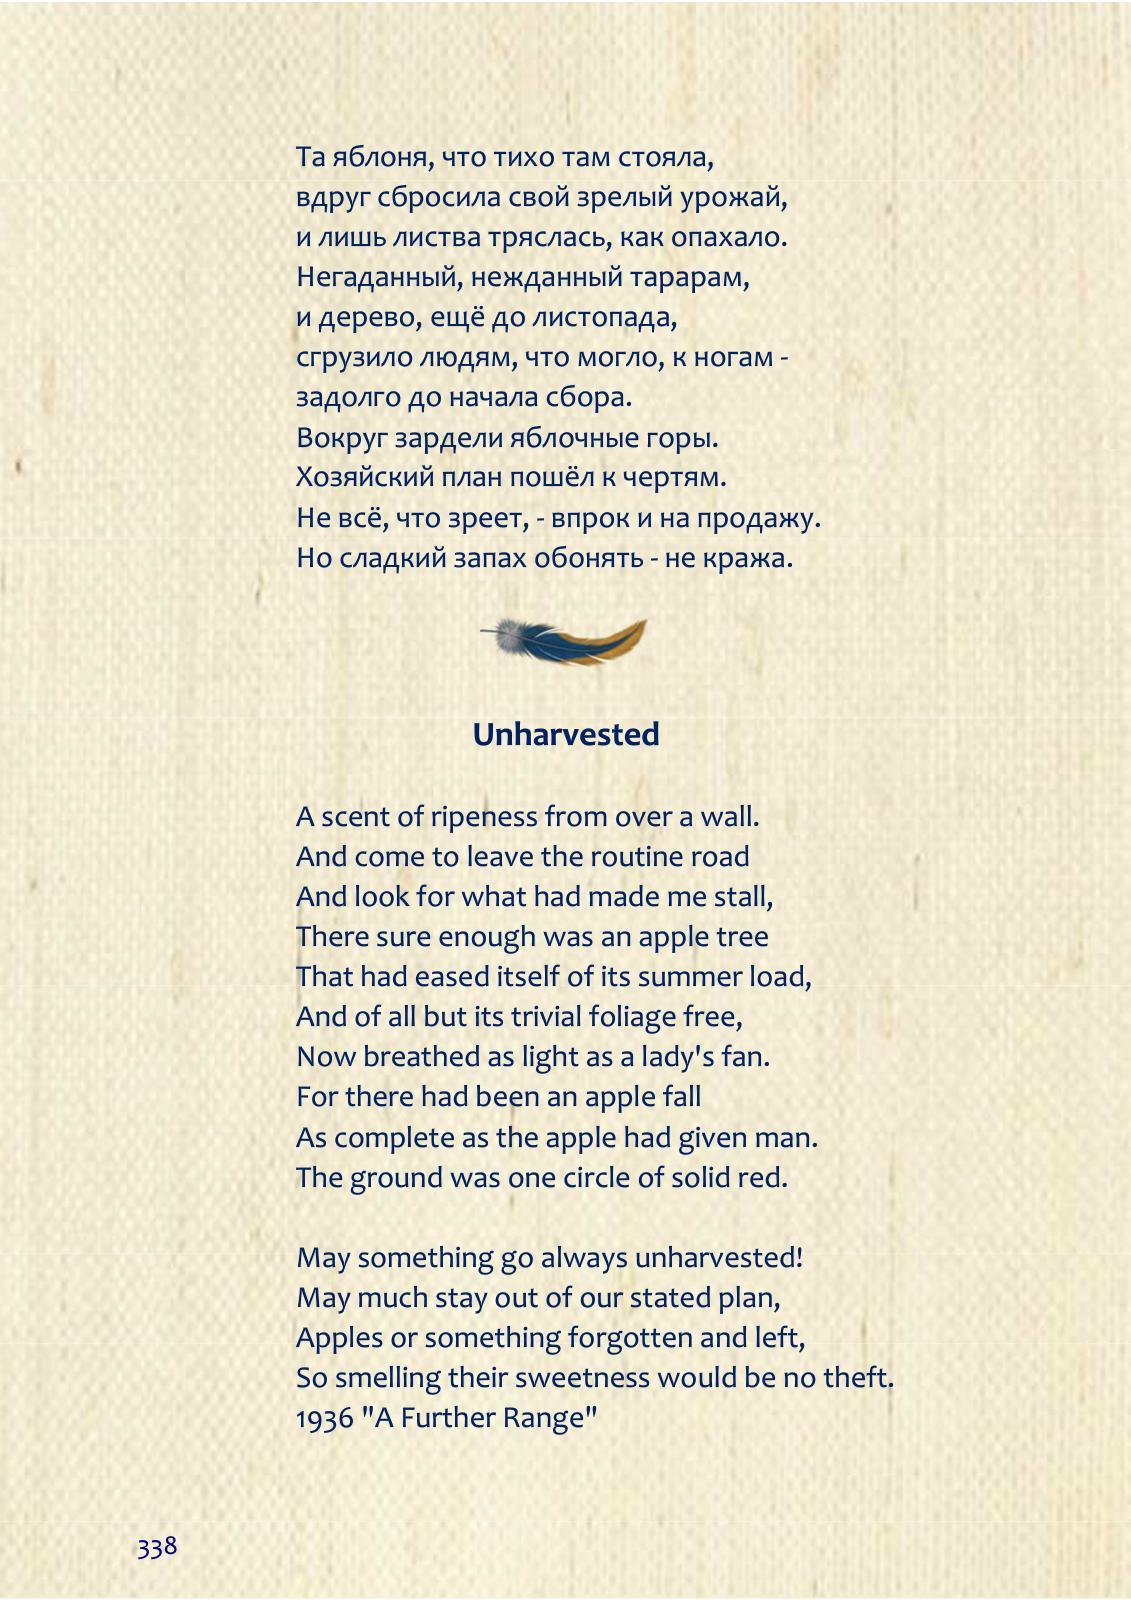 Та яблоня, что тихо там стояла,
вдруг сбросила свой зрелый урожай,
и лишь листва тряслась, как опахало.
Негаданный, нежданный тарарам,
и дерево, ещё до листопада,
сгрузило людям, что могло, к ногам -
задолго до начала сбора.
Вокруг зардели яблочные горы.
Хозяйский план пошёл к чертям.
Не всё, что зреет, - впрок и на продажу.
Но сладкий запах обонять - не кража.
Unharvested
A scent of ripeness from over a wall.
And come to leave the routine road
And look for what had made me stall,
There sure enough was an apple tree
That had eased itself of its summer load,
And of all but its trivial foliage free,
Now breathed as light as a lady's fan.
For there had been an apple fall
As complete as the apple had given man.
The ground was one circle of solid red.
May something go always unharvested!
May much stay out of our stated plan,
Apples or something forgotten and left,
So smelling their sweetness would be no theft.
1936 "A Further Range"
338